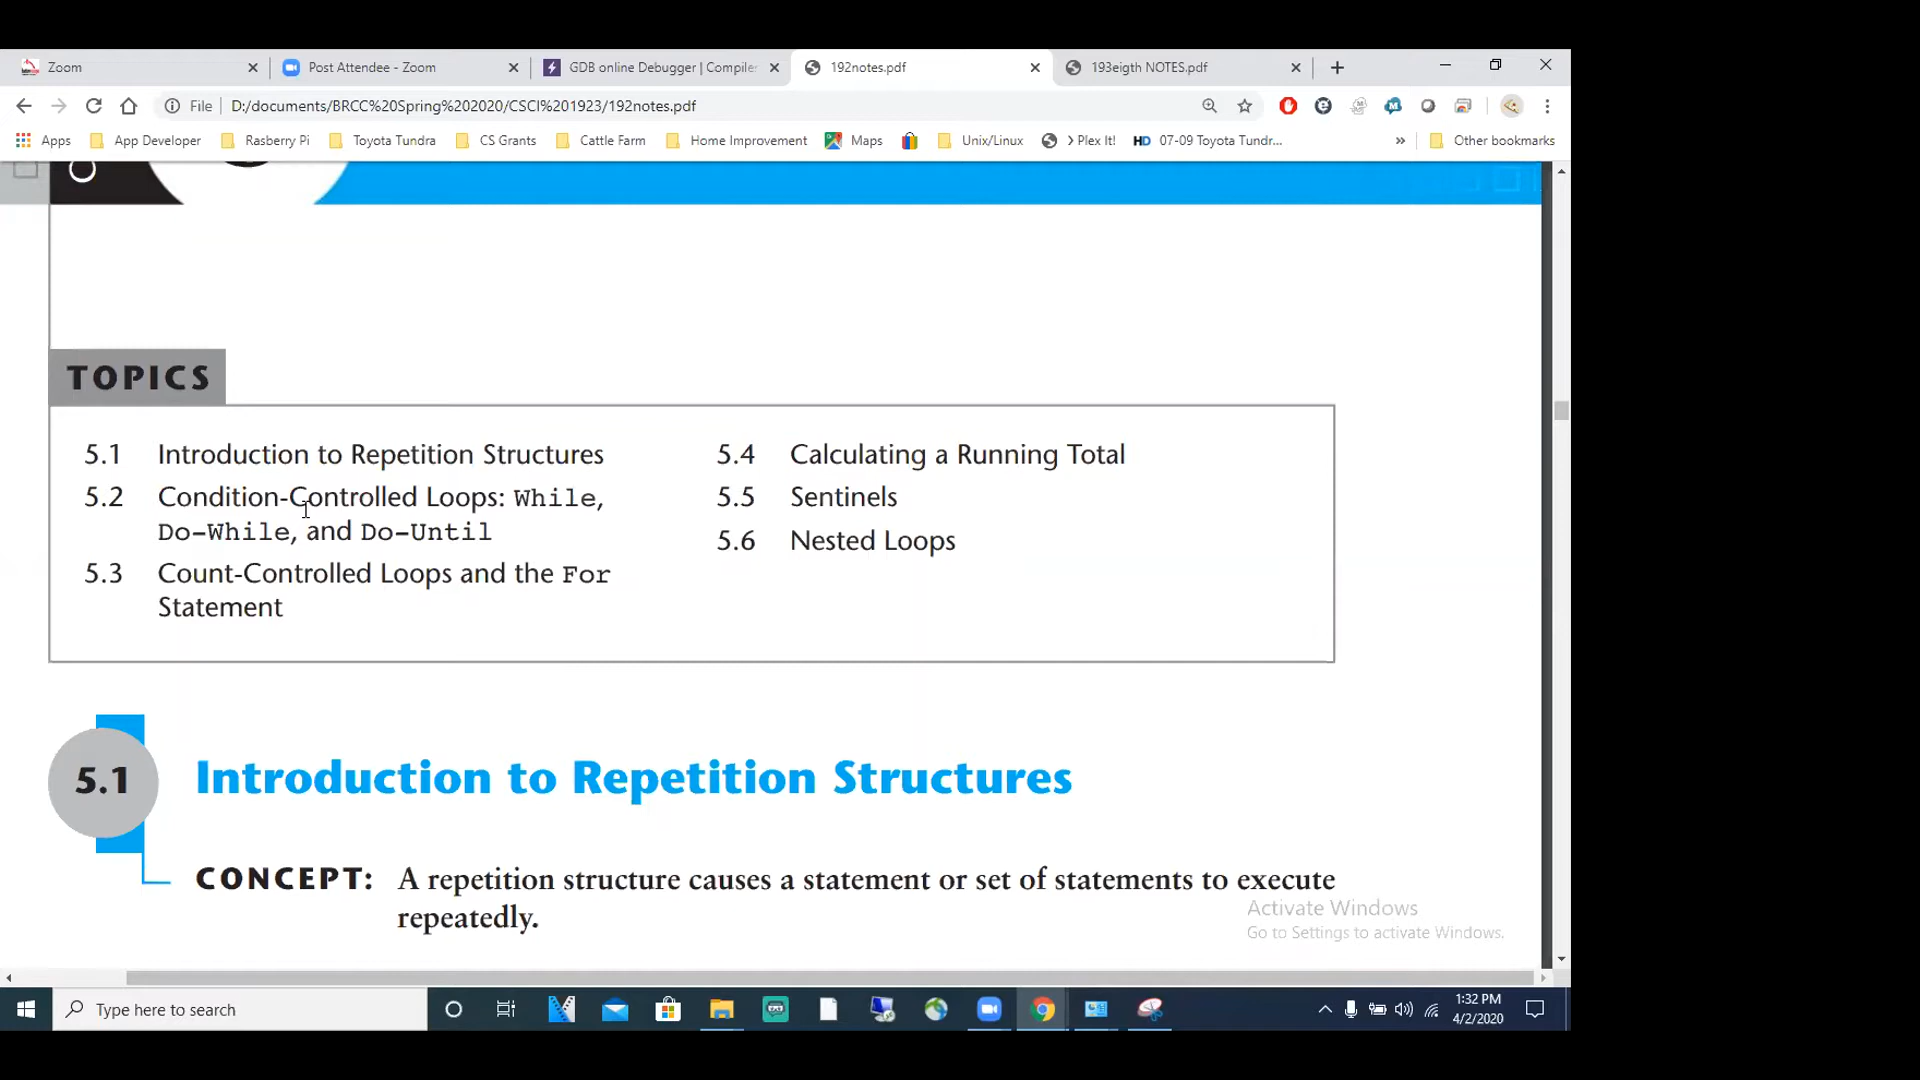 Zoom
Post Attendee - Zoom
GDB online Debugger | Compiler
192notes.pdf
193eigth NOTES.pdf
File D:/documents/BRCC%20Spring%202020/CSCI%201923/192notes.pdf
Apps
App Developer
Rasberry Pi
Toyota Tundra
CS Grants
Cattle Farm
Home Improvement
Maps
Unix/Linux
> Plex It!
HD 07-09 Toyota Tundr...
»
Other bookmarks
TOPICS
5.1 Introduction to Repetition Structures
5.2 Condition-Controlled Loops: While,
Do-While, and Do-Until
5.3 Count-Controlled Loops and the For
Statement
5.4 Calculating a Running Total
5.5 Sentinels
5.6 Nested Loops
5.1 Introduction to Repetition Structures
CONCEPT: A repetition structure causes a statement or set of statements to execute
repeatedly.
Activate Windows
Go to Settings to activate Windows.
Type here to search
1:32 PM
4/2/2020